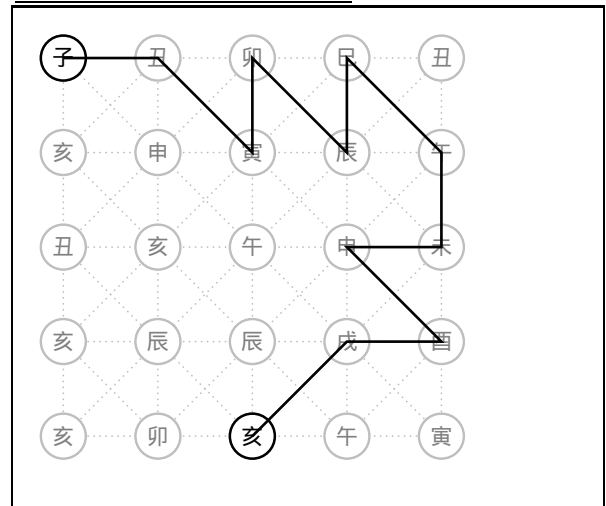 子 丑 卯 巳 丑
亥 申 寅 辰 午
丑 亥 午 申 未
亥 辰 辰 戌 酉
亥 卯 亥 午 寅